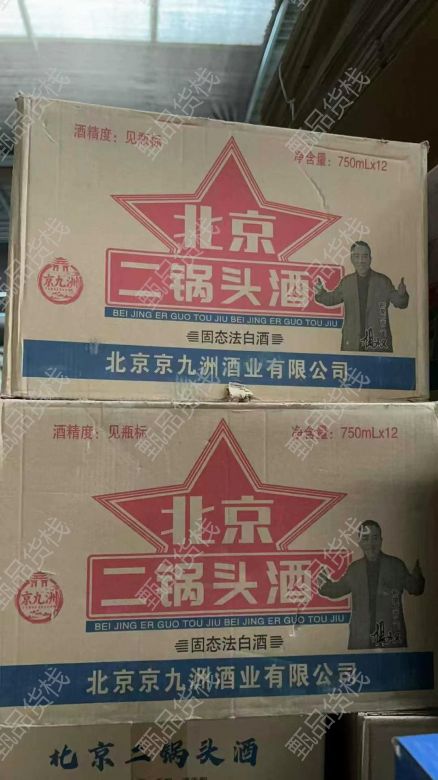 酒精度：见瓶标
净含量：750mLx12
北京
二锅头酒
京九洲
BEI JING ER GUO TOU JIU BEI JING ER GUO TOU JIU
固态法白酒
北京京九洲酒业有限公司
酒精度：见瓶标
净含量：750mLx12
北京
二锅头酒
京九洲
BEI JING ER GUO TOU JIU BEI JING ER GUO TOU JIU
固态法白酒
北京京九洲酒业有限公司
北京二锅头酒
甄品货栈